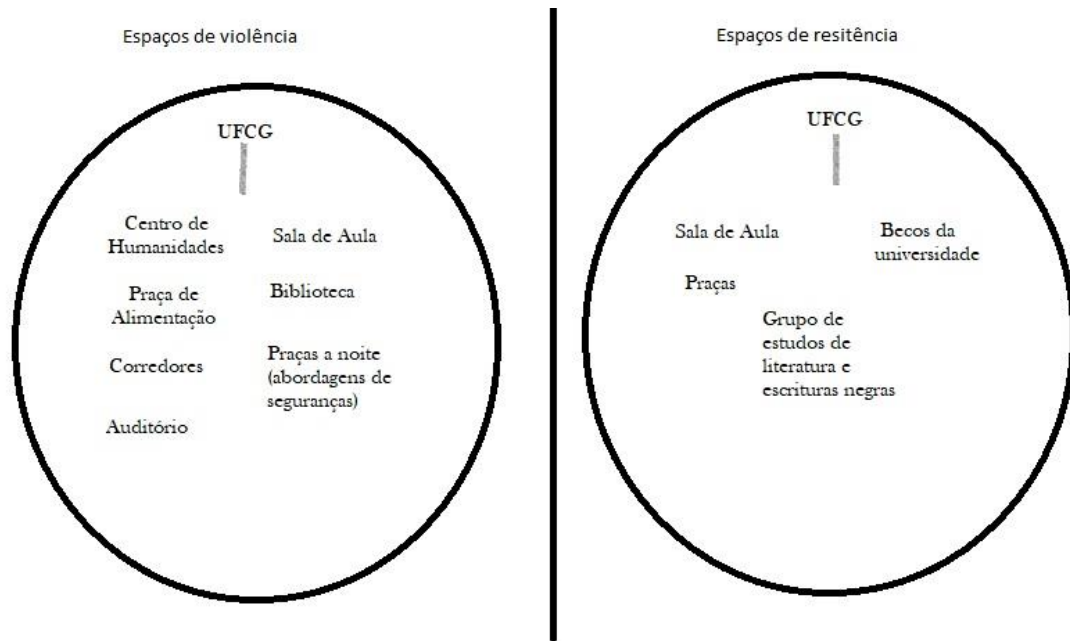 Espaços de violência
UFCG
Centro de
Humanidades
Sala de Aula
Praça de
Alimentação
Biblioteca
Corredores
Praças a noite
(abordagens de
seguranças)
Auditório
Espaços de resitência
UFCG
Sala de Aula
Becos da
universidade
Praças
Grupo de
estudos de
literatura e
escrituras negras